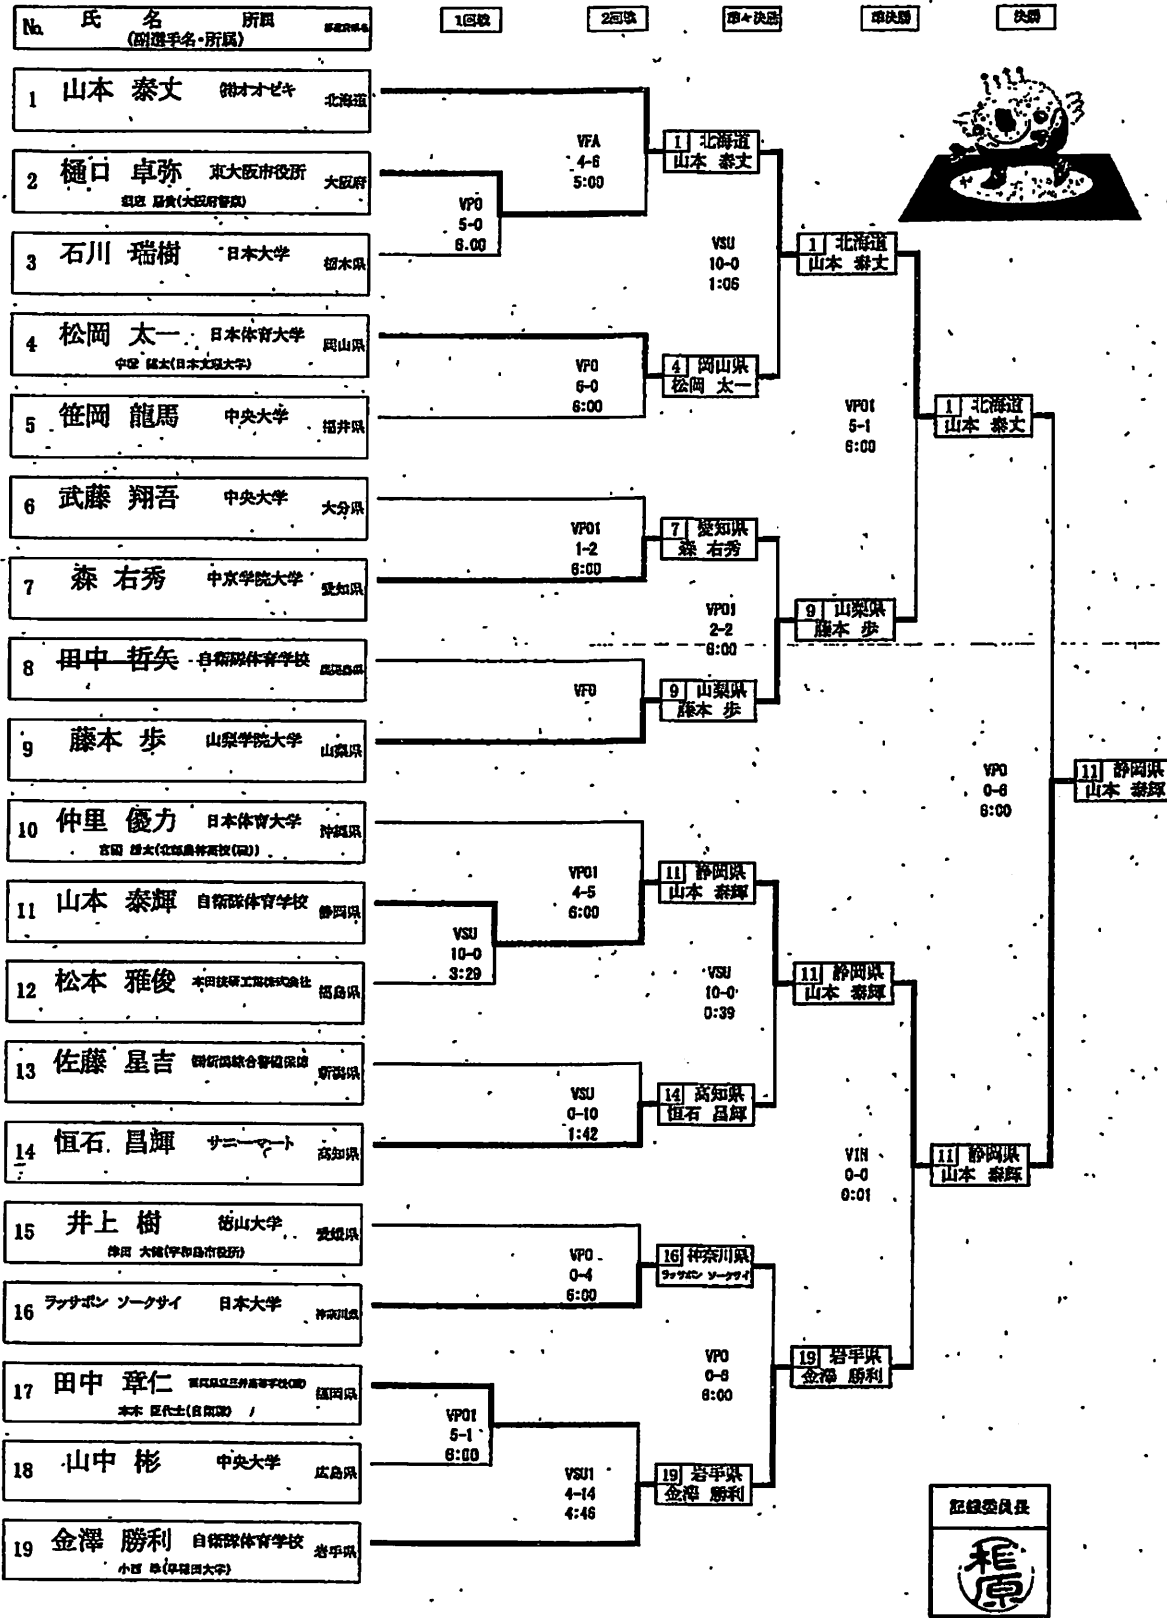 No. 氏 名 所属
(副選手名・所属)
1回戦 2回戦 準々決勝 準決勝 決勝
1 山本 泰丈 (有)オオゼキ 北海道
2 樋口 卓弥 東大阪市役所 大阪府
3 石川 瑞樹 日本大学 栃木県
4 松岡 太一 日本体育大学 岡山県
5 笹岡 龍馬 中央大学 福井県
6 武藤 翔吾 中央大学 大分県
7 森 右秀 中京学院大学 愛知県
8 田中 哲矢 自衛隊体育学校
9 藤本 歩 山梨学院大学 山梨県
10 仲里 優力 日本体育大学 沖縄県
11 山本 泰輝 自衛隊体育学校 静岡県
12 松本 雅俊 本田技研工業株式会社 福島県
13 佐藤 星吉 新潟県
14 恒石 昌輝 サニーマート 高知県
15 井上 樹 徳山大学 愛媛県
16 ラッサポン ソークサイ 日本大学 神奈川県
17 田中 章仁 福岡県
18 山中 彬 中央大学 広島県
19 金澤 勝利 自衛隊体育学校 岩手県
VPO
5-0
6.00
VSU
10-0
3:29
VPO1
5-1
6:00
VFA
4-6
5:00
VPO
6-0
6:00
VPO1
1-2
6:00
VFO
VPO1
4-5
6:00
VSU
0-10
1:42
VPO
0-4
6:00
VSU1
4-14
4:46
1 北海道
山本 泰丈
4 岡山県
松岡 太一
7 愛知県
森 右秀
9 山梨県
藤本 歩
11 静岡県
山本 泰輝
14 高知県
恒石 昌輝
16 神奈川県
ラッサポン ソークサイ
19 岩手県
金澤 勝利
VSU
10-0
1:06
VPO1
2-2
6:00
VSU
10-0
0:39
VPO
0-6
6:00
1 北海道
山本 泰丈
9 山梨県
藤本 歩
11 静岡県
山本 泰輝
19 岩手県
金澤 勝利
VPO1
5-1
6:00
VIN
0-0
0:01
1 北海道
山本 泰丈
11 静岡県
山本 泰輝
VPO
0-6
6:00
11 静岡県
山本 泰輝
記録委員長